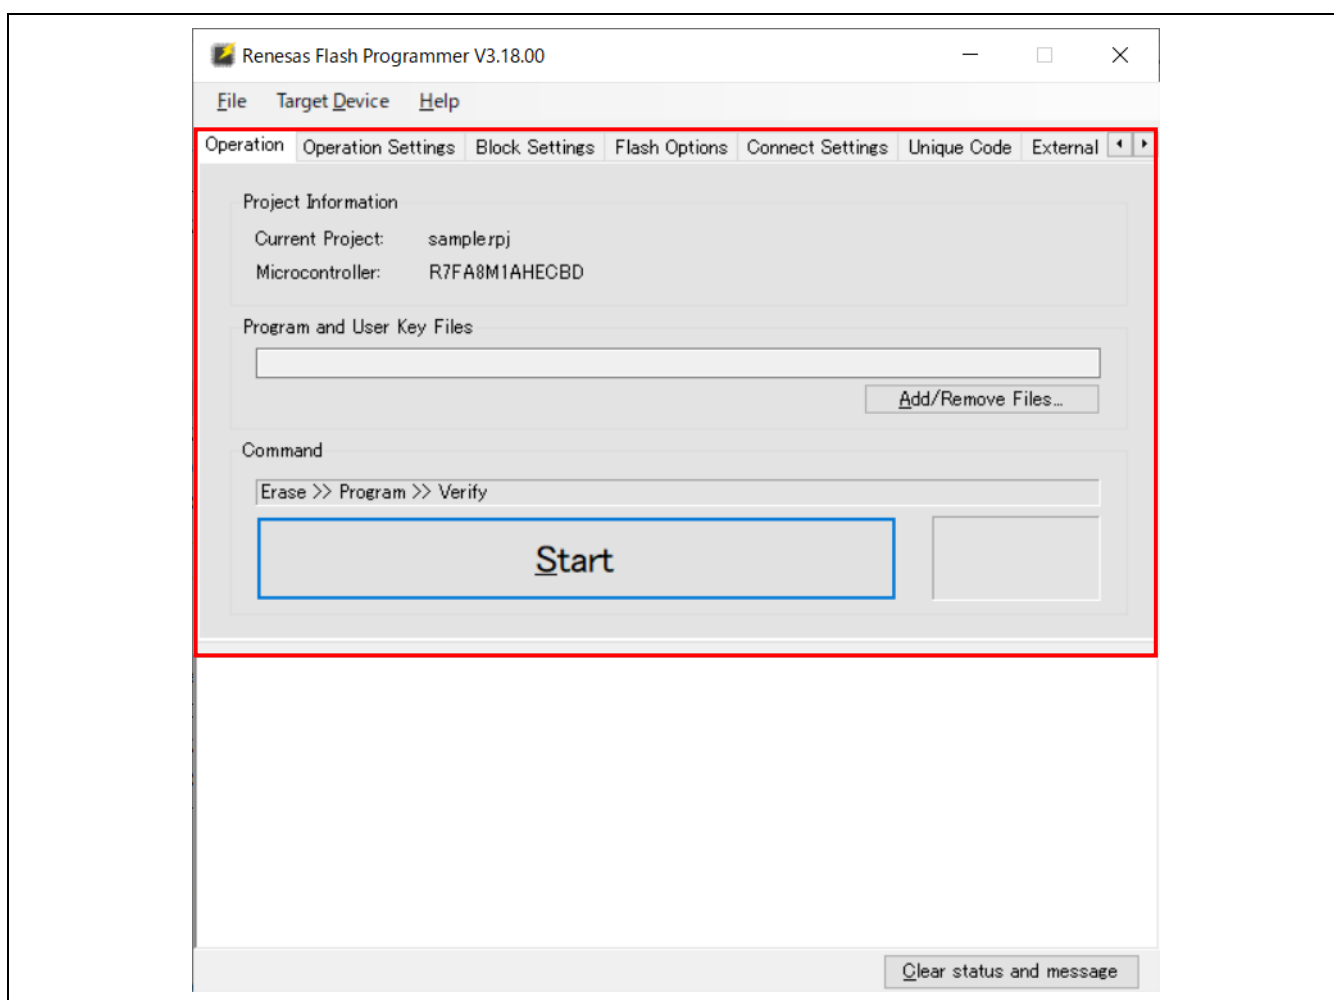 Renesas Flash Programmer V3.18.00
File Target Device Help
Operation Operation Settings Block Settings Flash Options Connect Settings Unique Code External
Project Information
Current Project: sample.rpj
Microcontroller: R7FA8M1AHECBD
Program and User Key Files
Add/Remove Files...
Command
Erase >> Program >> Verify
Start
Clear status and message